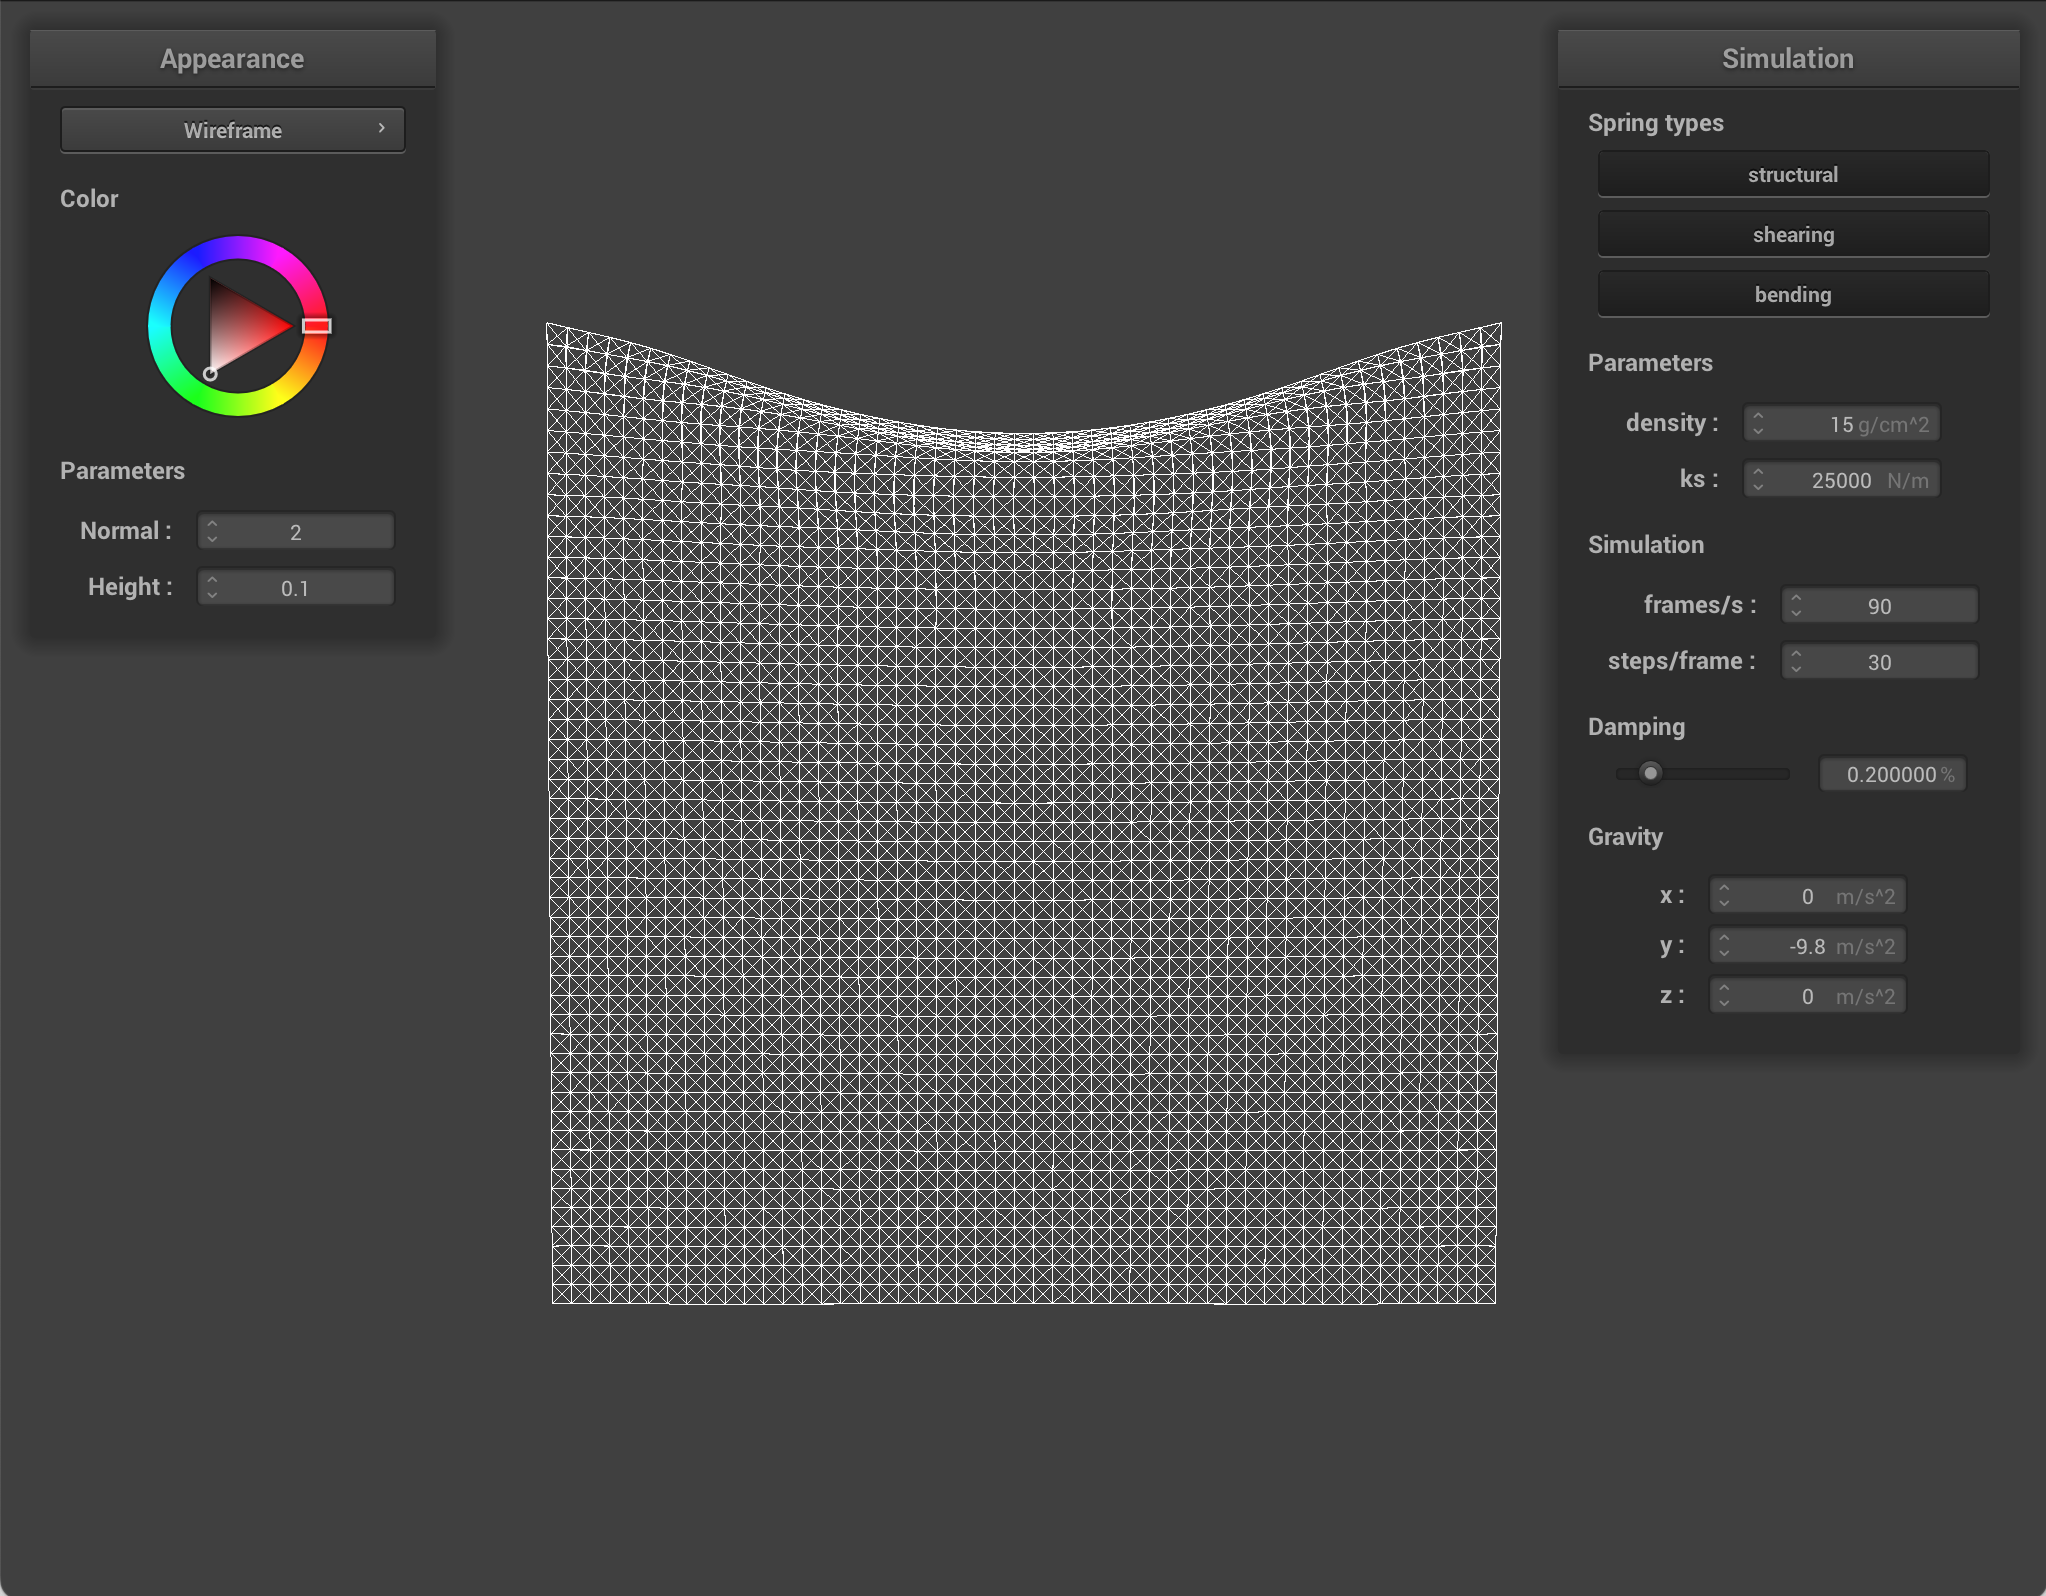 Appearance
Wireframe
Color
Parameters
Normal : 2
Height : 0.1
Simulation
Spring types
structural
shearing
bending
Parameters
density : 15 g/cm^2
ks : 25000 N/m
Simulation
frames/s : 90
steps/frame : 30
Damping
0.200000 %
Gravity
x : 0 m/s^2
y : -9.8 m/s^2
z : 0 m/s^2